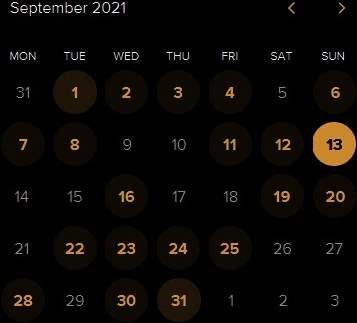 September 2021
MON TUE WED THU FRI SAT SUN
31 1 2 3 4 5 6
7 8 9 10 11 12 13
14 15 16 17 18 19 20
21 22 23 24 25 26 27
28 29 30 31 1 2 3